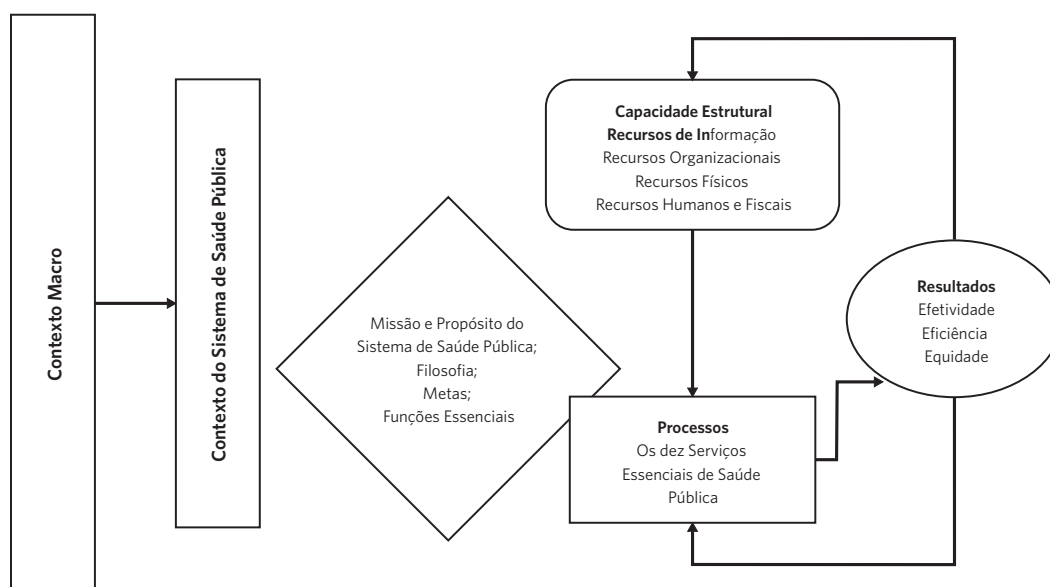 Contexto Macro
Contexto do Sistema de Saúde Pública
Missão e Propósito do
Sistema de Saúde Pública;
Filosofia;
Metas;
Funções Essenciais
Capacidade Estrutural
Recursos de Informação
Recursos Organizacionais
Recursos Físicos
Recursos Humanos e Fiscais
Processos
Os dez Serviços
Essenciais de Saúde
Pública
Resultados
Efetividade
Eficiência
Equidade